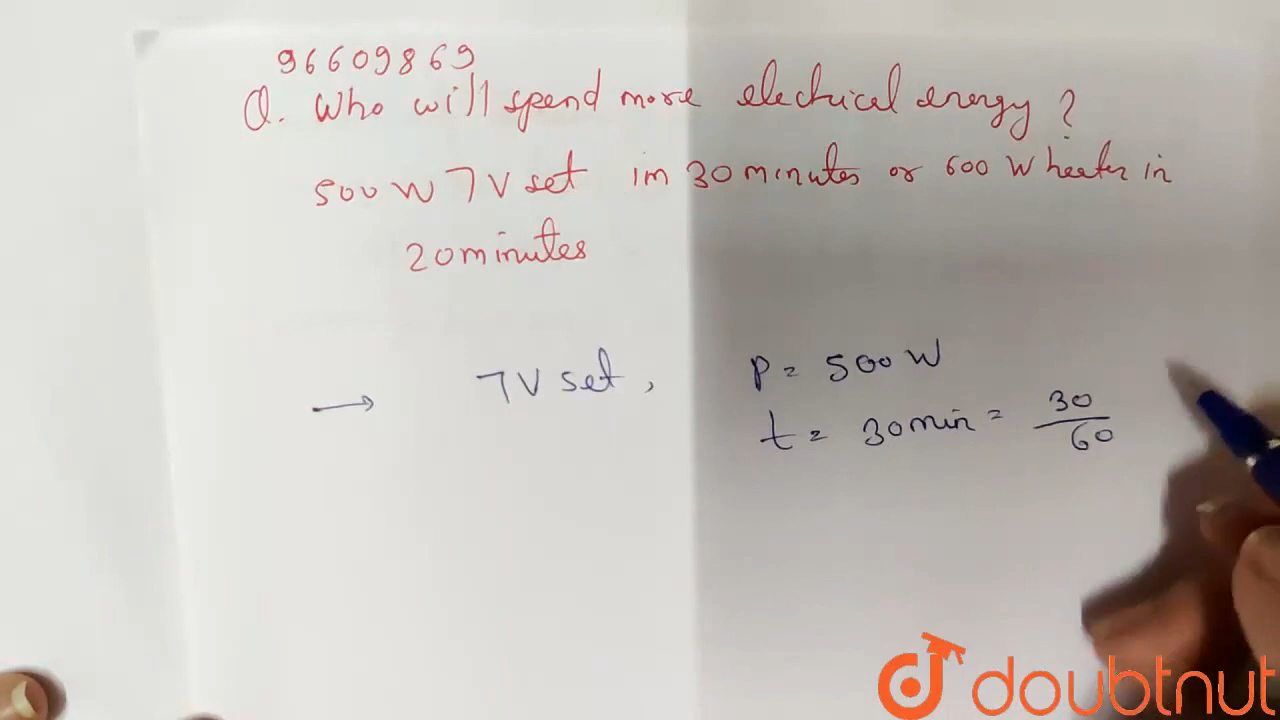 96609869
Q. Who will spend more electrical energy?
500 W TV set in 30 minutes or 600 W heater in
20 minutes
→ TV set, P = 500 W
t = 30 min = 30/60
doubtnut